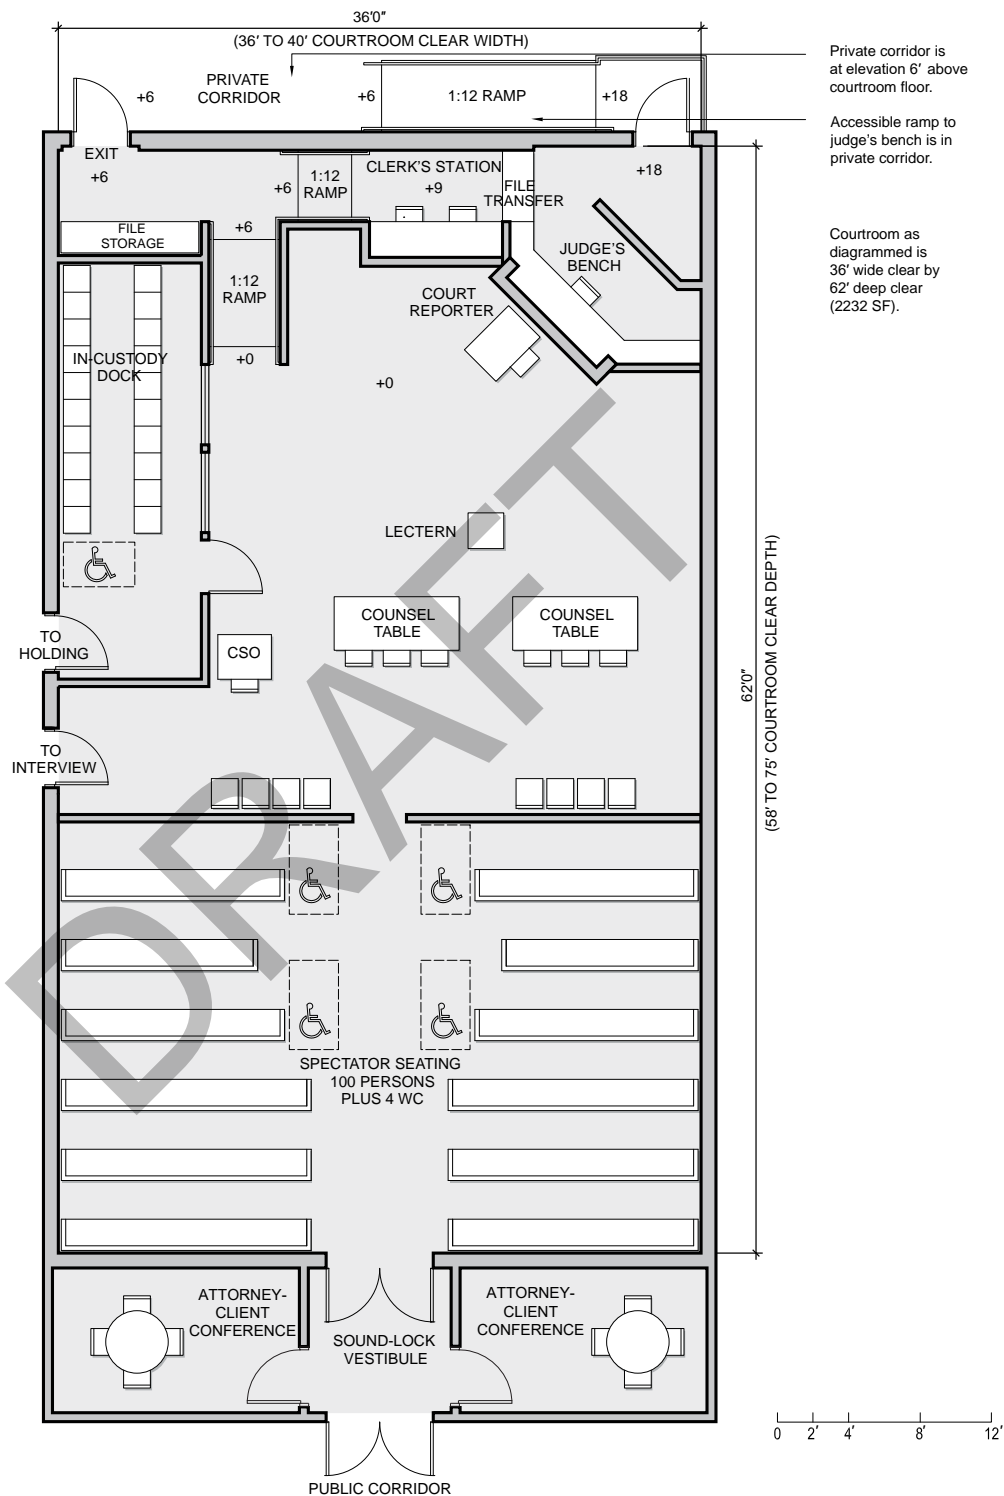 36′0″
(36′ TO 40′ COURTROOM CLEAR WIDTH)
PRIVATE
CORRIDOR
+6
+6
1:12 RAMP
+18
Private corridor is
at elevation 6′ above
courtroom floor.
Accessible ramp to
judge's bench is in
private corridor.
EXIT
+6
+6
1:12
RAMP
CLERK'S STATION
+9
FILE
TRANSFER
+18
FILE
STORAGE
+6
JUDGE'S
BENCH
Courtroom as
diagrammed is
36′ wide clear by
62′ deep clear
(2232 SF).
1:12
RAMP
COURT
REPORTER
IN-CUSTODY
DOCK
+0
+0
DRAFT
LECTERN
COUNSEL
TABLE
COUNSEL
TABLE
TO
HOLDING
CSO
62′0″
(58′ TO 75′ COURTROOM CLEAR DEPTH)
TO
INTERVIEW
SPECTATOR SEATING
100 PERSONS
PLUS 4 WC
ATTORNEY-
CLIENT
CONFERENCE
ATTORNEY-
CLIENT
CONFERENCE
SOUND-LOCK
VESTIBULE
0 2′ 4′ 8′ 12′
PUBLIC CORRIDOR